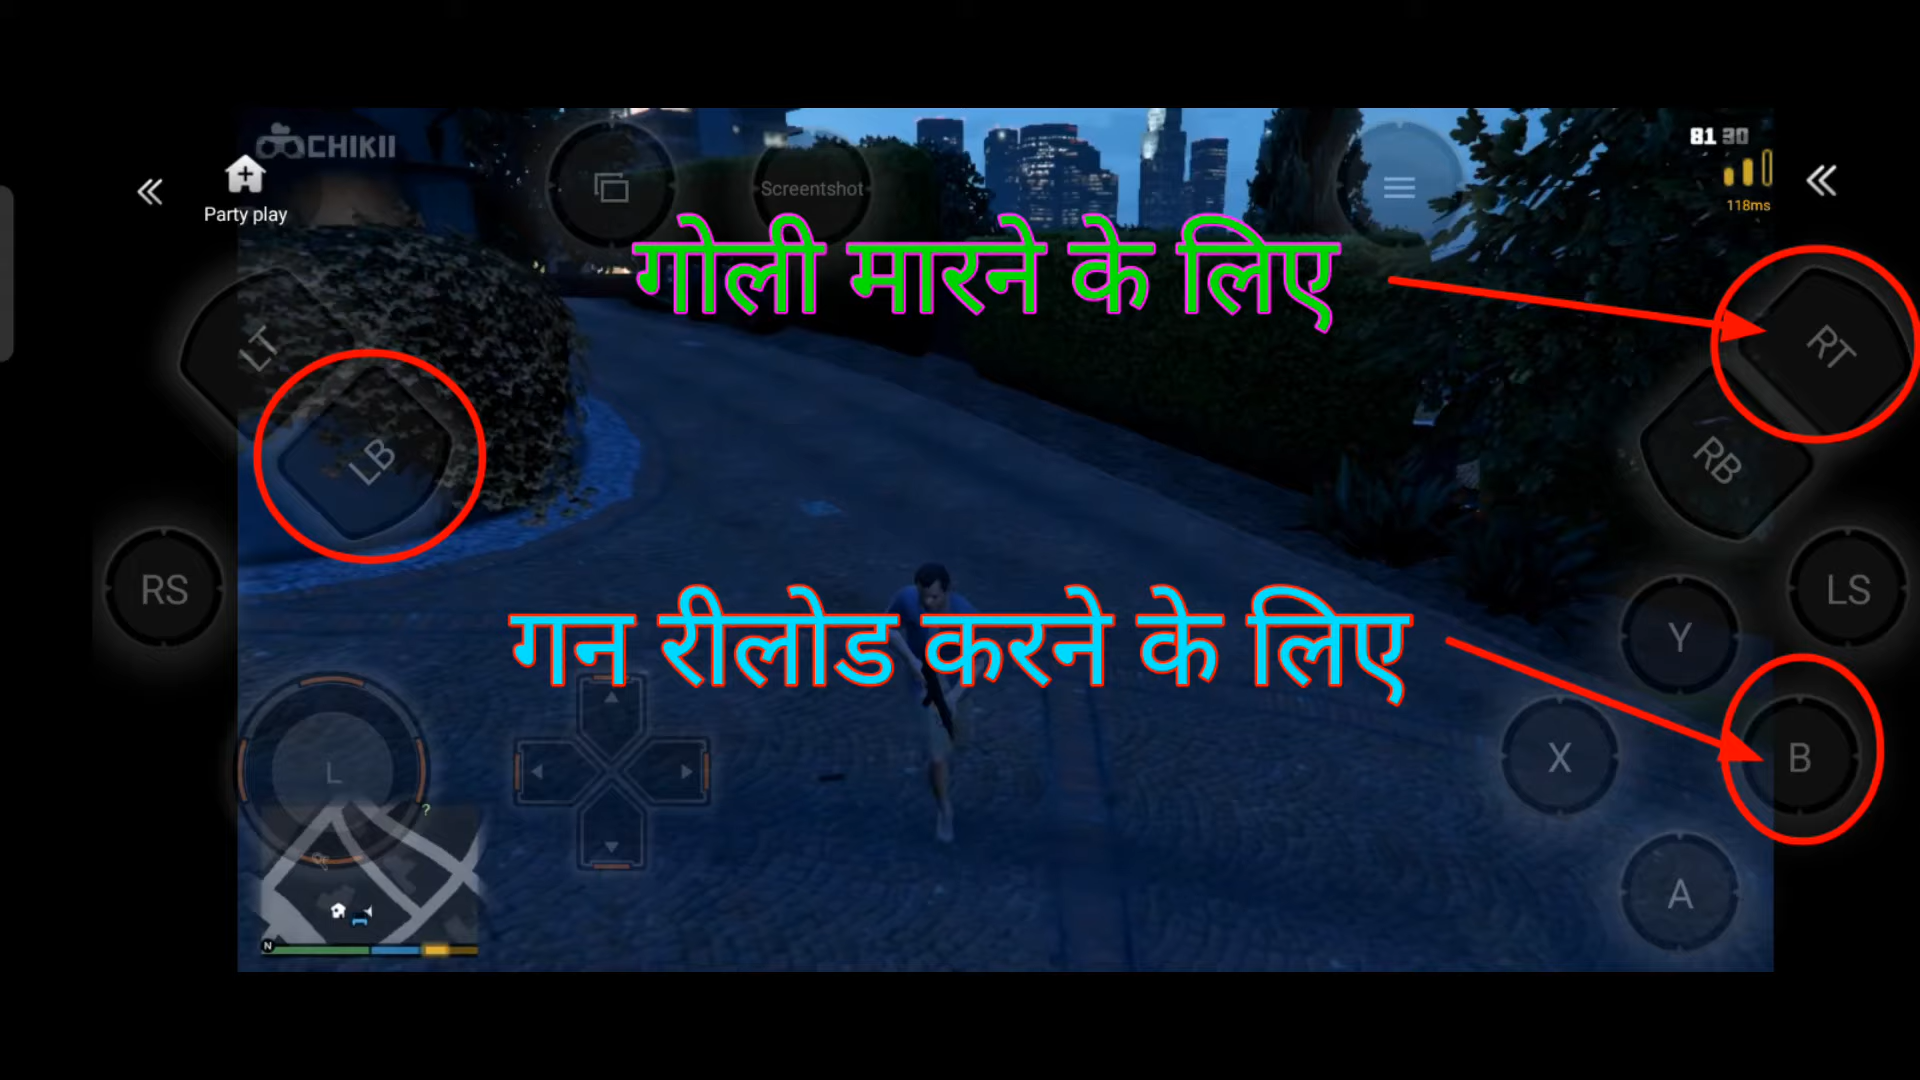 CHIKII
81 30
Party play
Screentshot
118ms
गोली मारने के लिए
LT
RT
LB
RB
RS
LS
गन रीलोड करने के लिए
Y
X
B
L
?
A
N